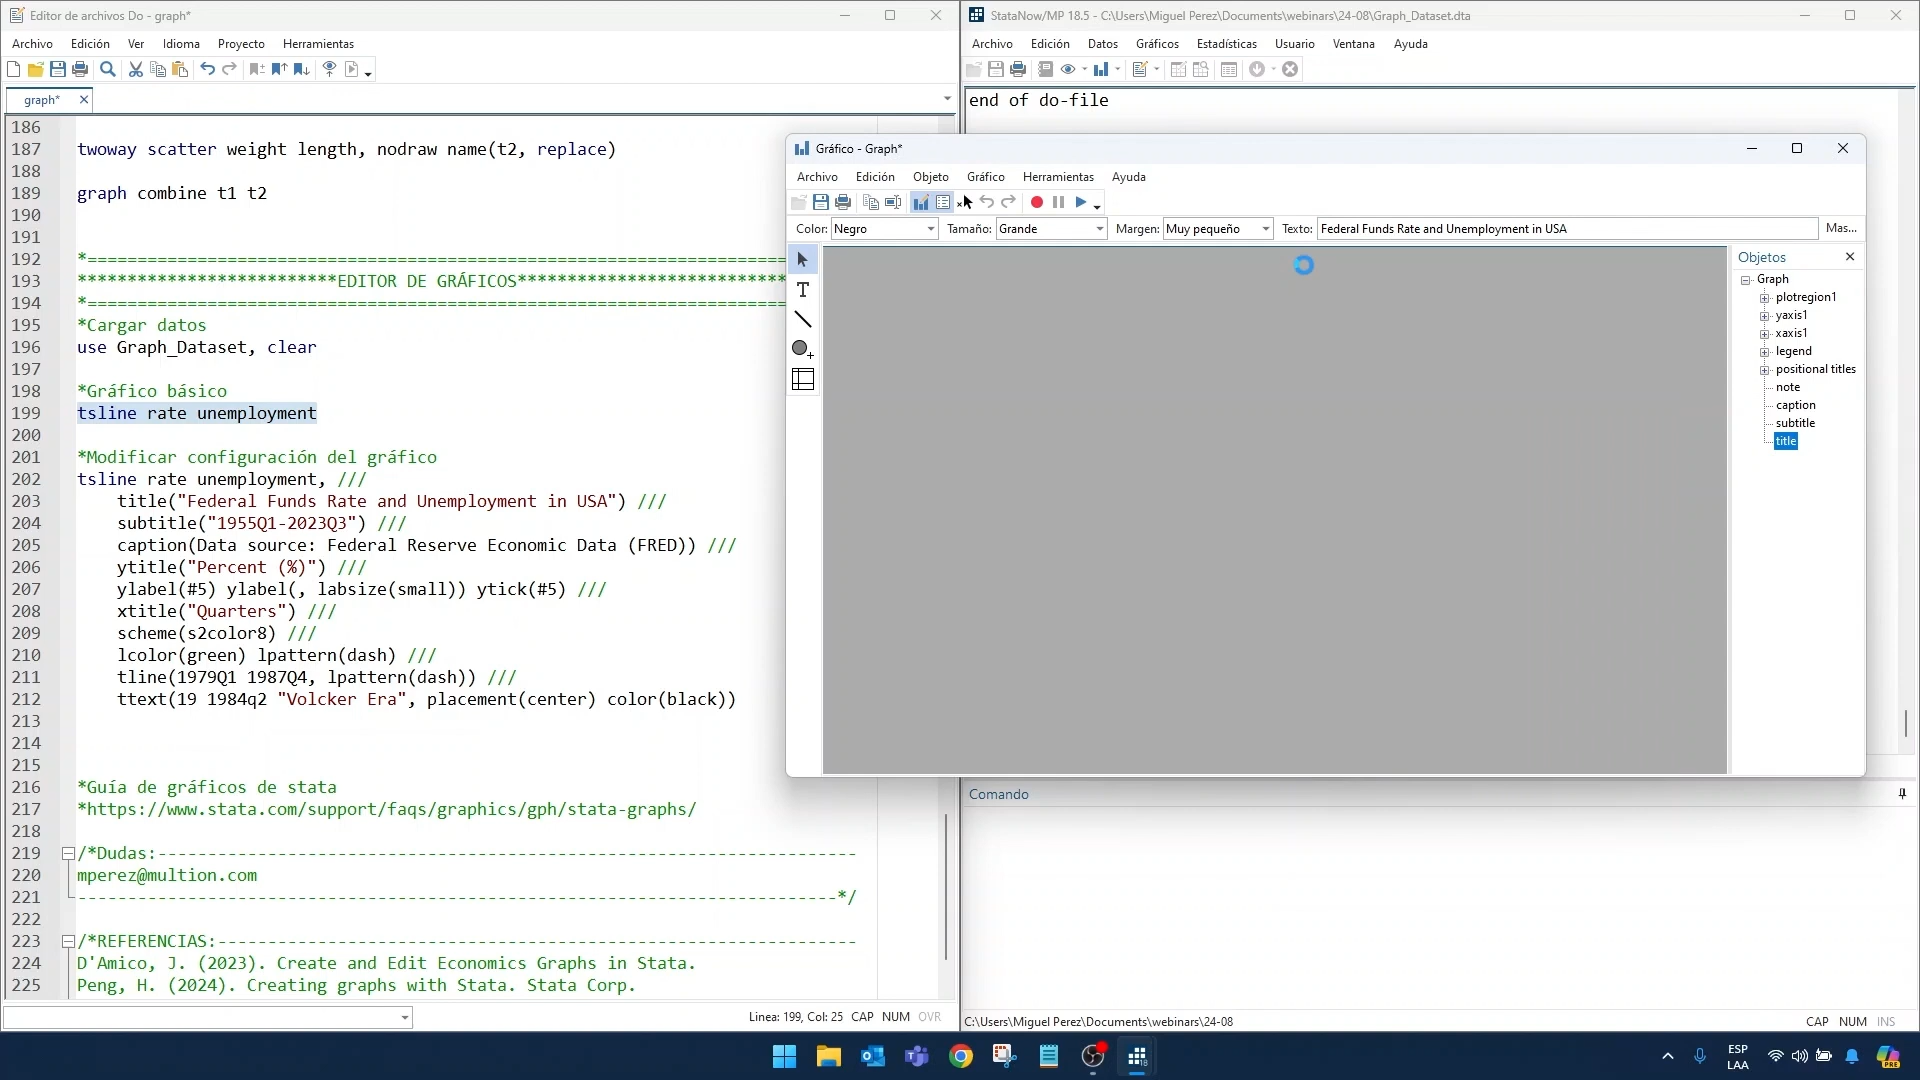 Editor de archivos Do - graph*
Archivo Edición Ver Idioma Proyecto Herramientas
graph*
186
187 twoway scatter weight length, nodraw name(t2, replace)
188
189 graph combine t1 t2
190
191
192 *=======================================================================
193 **************************EDITOR DE GRÁFICOS***************************
194 *=======================================================================
195 *Cargar datos
196 use Graph_Dataset, clear
197
198 *Gráfico básico
199 tsline rate unemployment
200
201 *Modificar configuración del gráfico
202 tsline rate unemployment, ///
203 title("Federal Funds Rate and Unemployment in USA") ///
204 subtitle("1955Q1-2023Q3") ///
205 caption(Data source: Federal Reserve Economic Data (FRED)) ///
206 ytitle("Percent (%)") ///
207 ylabel(#5) ylabel(, labsize(small)) ytick(#5) ///
208 xtitle("Quarters") ///
209 scheme(s2color8) ///
210 lcolor(green) lpattern(dash) ///
211 tline(1979Q1 1987Q4, lpattern(dash)) ///
212 ttext(19 1984q2 "Volcker Era", placement(center) color(black))
213
214
215
216 *Guía de gráficos de stata
217 *https://www.stata.com/support/faqs/graphics/gph/stata-graphs/
218
219 /*Dudas:----------------------------------------------------------------------
220 mperez@multion.com
221 ----------------------------------------------------------------------------*/
222
223 /*REFERENCIAS:----------------------------------------------------------------
224 D'Amico, J. (2023). Create and Edit Economics Graphs in Stata.
225 Peng, H. (2024). Creating graphs with Stata. Stata Corp.
Linea: 199, Col: 25 CAP NUM OVR
StataNow/MP 18.5 - C:\Users\Miguel Perez\Documents\webinars\24-08\Graph_Dataset.dta
Archivo Edición Datos Gráficos Estadísticas Usuario Ventana Ayuda
end of do-file
Gráfico - Graph*
Archivo Edición Objeto Gráfico Herramientas Ayuda
Color: Negro Tamaño: Grande Margen: Muy pequeño Texto: Federal Funds Rate and Unemployment in USA Mas...
T
Objetos
Graph
plotregion1
yaxis1
xaxis1
legend
positional titles
note
caption
subtitle
title
Comando
C:\Users\Miguel Perez\Documents\webinars\24-08 CAP NUM INS
ESP
LAA
18
PRE